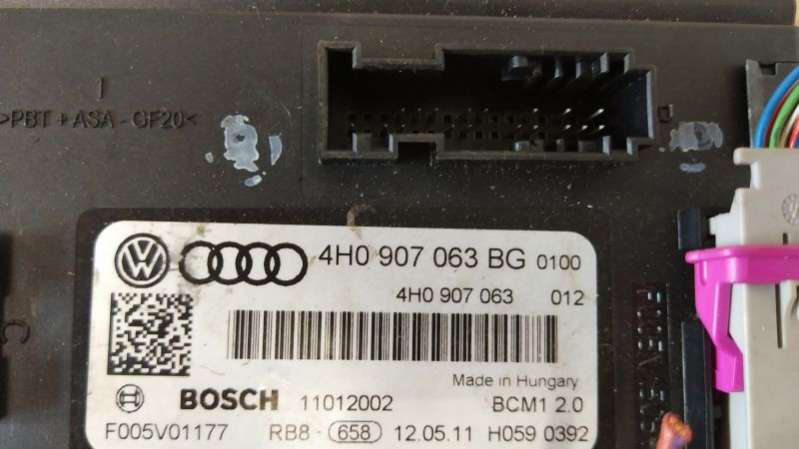 >PBT + ASA - GF20<
D
4H0 907 063 BG 0100
4H0 907 063 012
Made in Hungary
BOSCH 11012002 BCM1 2.0
F005V01177 RB8 - 658 12.05.11 H059 0392
C